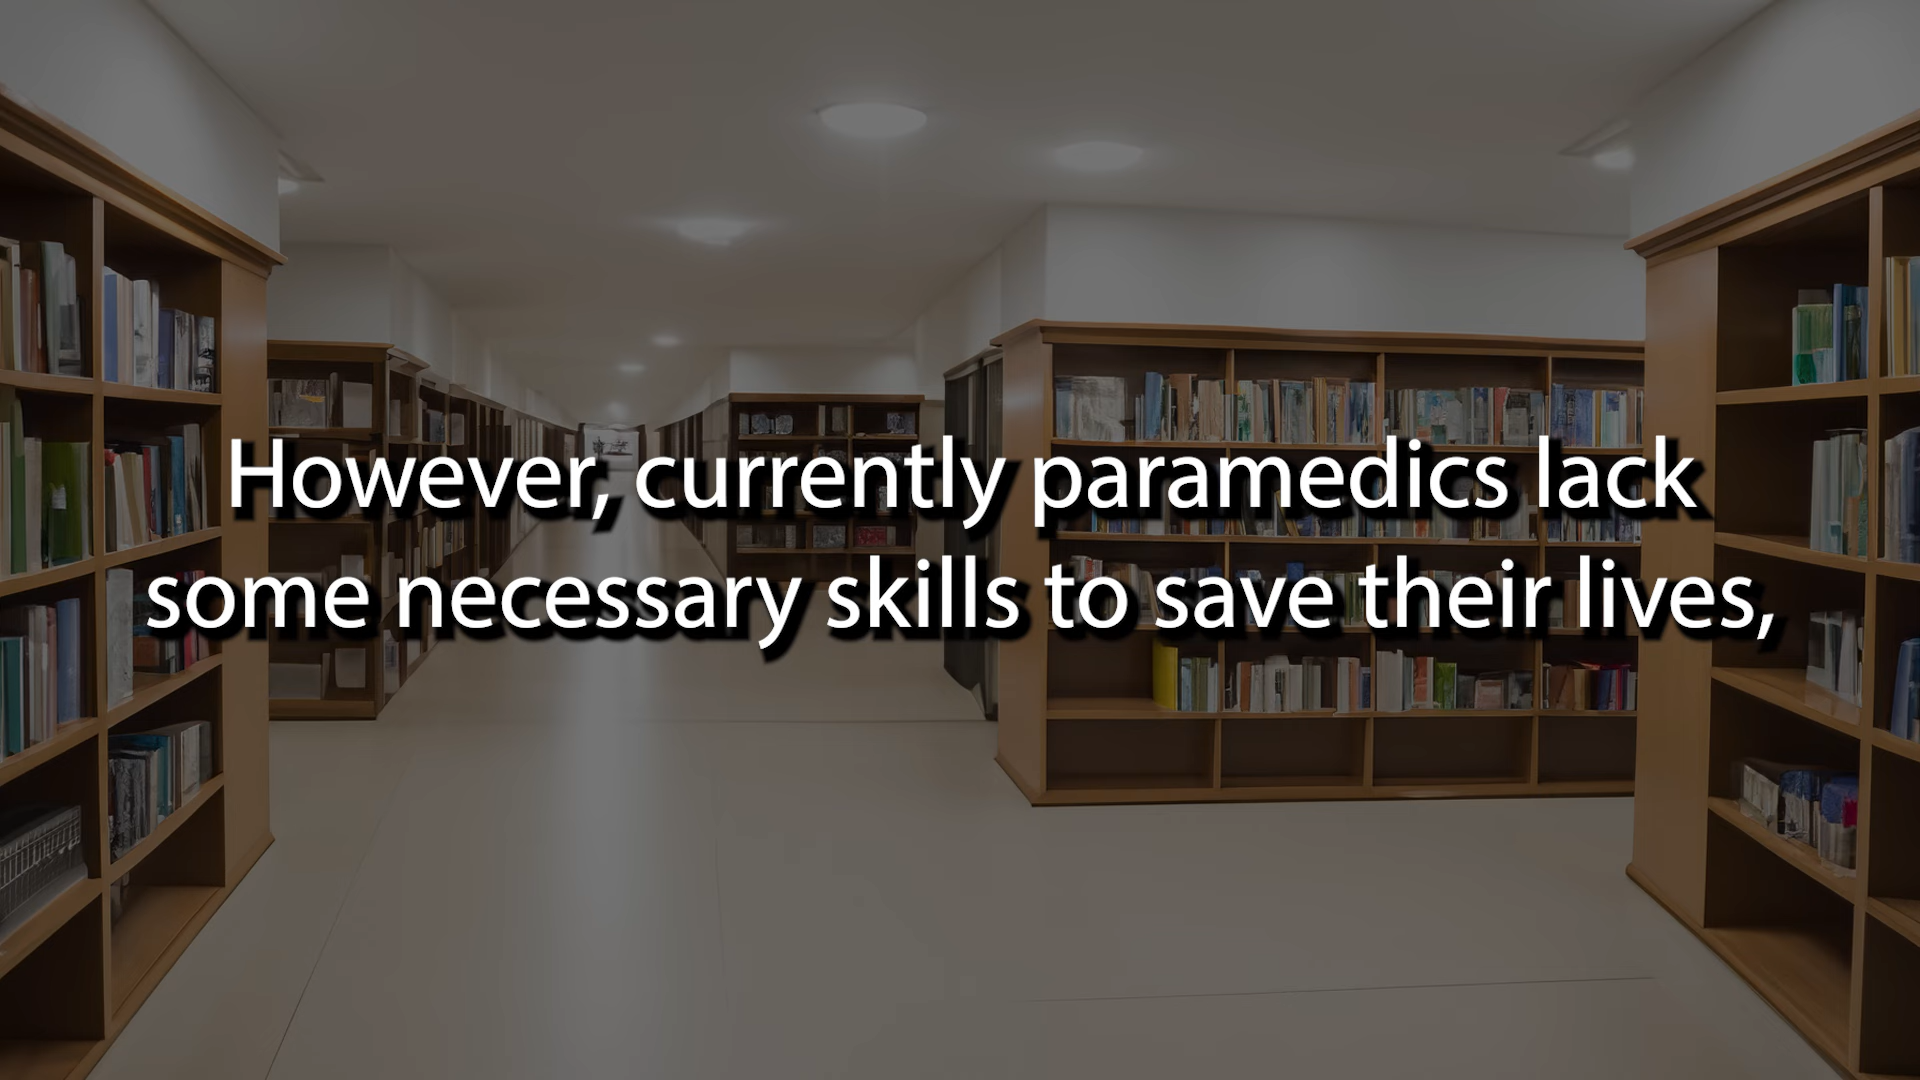 However, currently paramedics lack
some necessary skills to save their lives,